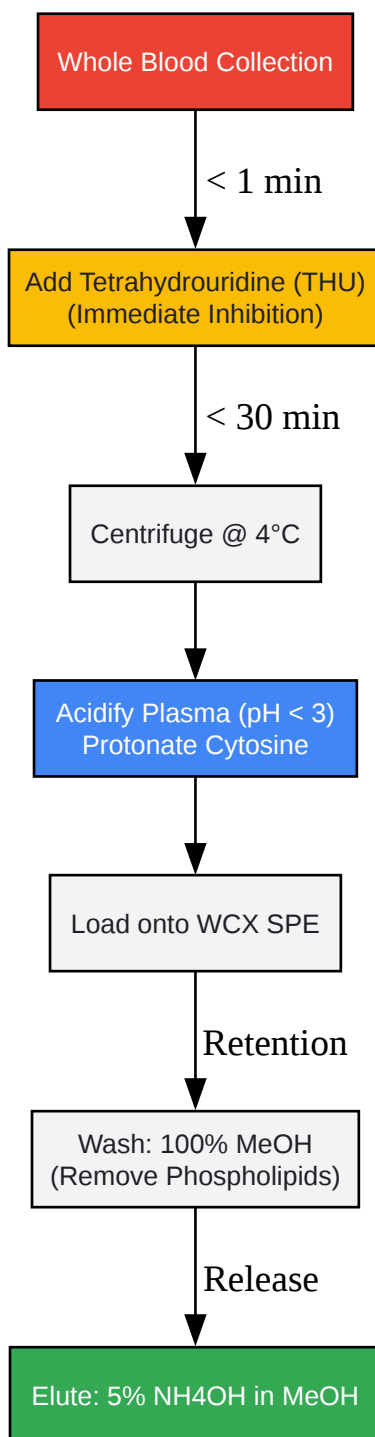 Whole Blood Collection
< 1 min
Add Tetrahydrouridine (THU)
(Immediate Inhibition)
< 30 min
Centrifuge @ 4°C
Acidify Plasma (pH < 3)
Protonate Cytosine
Load onto WCX SPE
Retention
Wash: 100% MeOH
(Remove Phospholipids)
Release
Elute: 5% NH4OH in MeOH